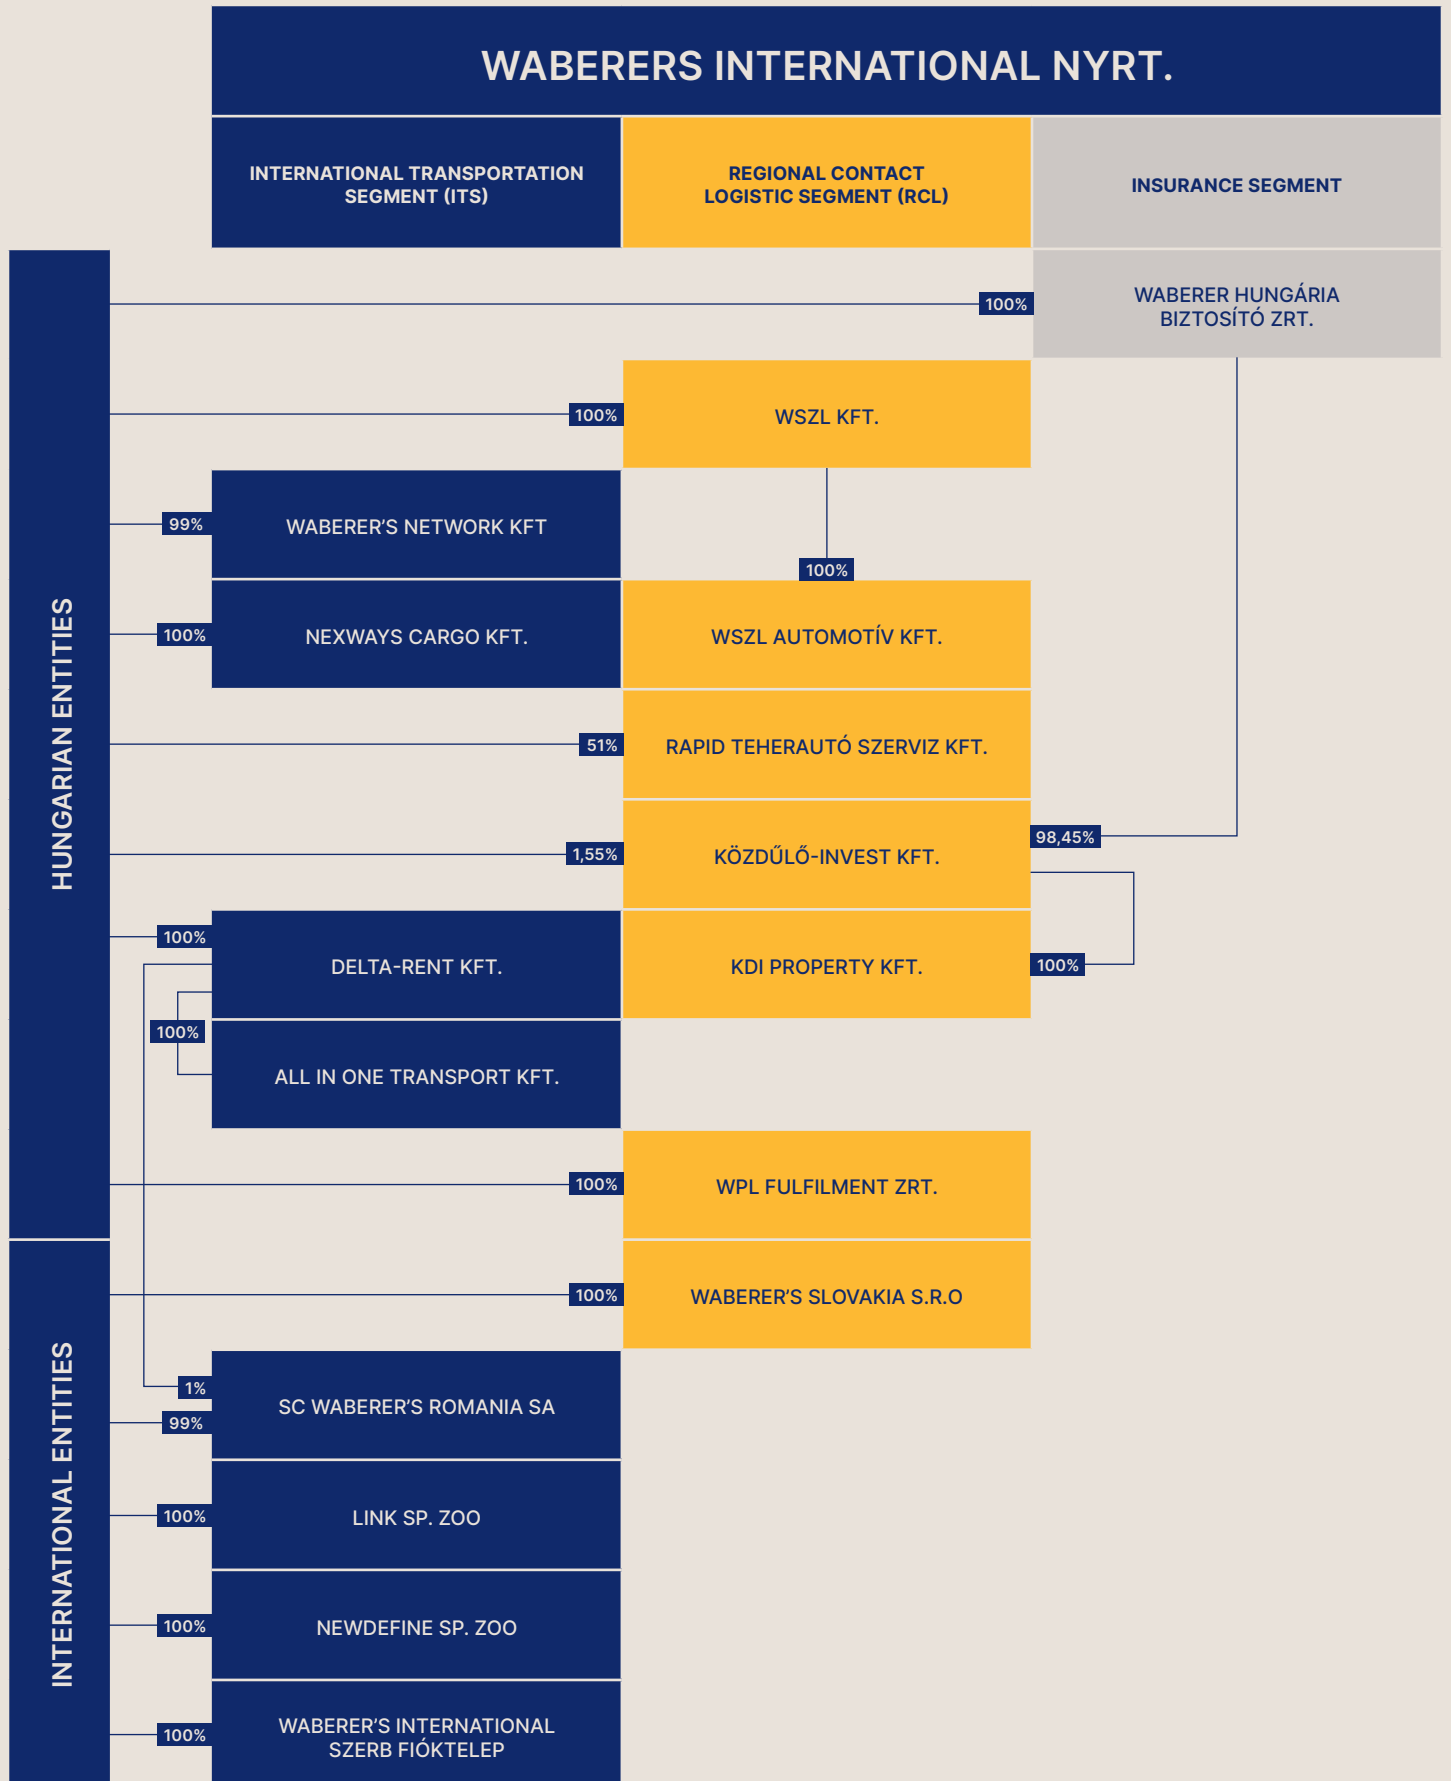 WABERERS INTERNATIONAL NYRT.
INTERNATIONAL TRANSPORTATION
SEGMENT (ITS)
REGIONAL CONTACT
LOGISTIC SEGMENT (RCL)
INSURANCE SEGMENT
HUNGARIAN ENTITIES
100%
WABERER HUNGÁRIA
BIZTOSÍTÓ ZRT.
100%
WSZL KFT.
99%
WABERER’S NETWORK KFT
100%
100%
NEXWAYS CARGO KFT.
WSZL AUTOMOTÍV KFT.
51%
RAPID TEHERAUTÓ SZERVIZ KFT.
1,55%
KÖZDŰLŐ-INVEST KFT.
98,45%
100%
DELTA-RENT KFT.
KDI PROPERTY KFT.
100%
100%
ALL IN ONE TRANSPORT KFT.
100%
WPL FULFILMENT ZRT.
INTERNATIONAL ENTITIES
100%
WABERER’S SLOVAKIA S.R.O
1%
99%
SC WABERER’S ROMANIA SA
100%
LINK SP. ZOO
100%
NEWDEFINE SP. ZOO
100%
WABERER’S INTERNATIONAL
SZERB FIÓKTELEP